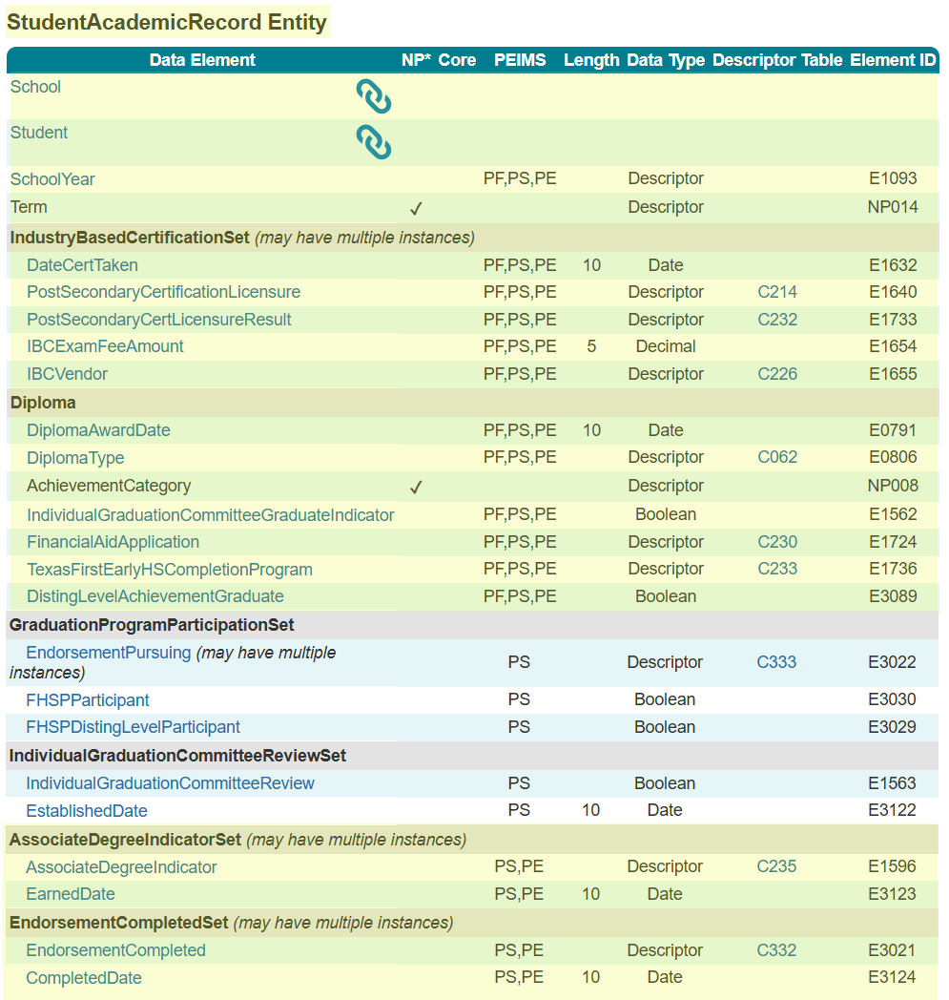 StudentAcademicRecord Entity
Data Element NP* Core PEIMS Length Data Type Descriptor Table Element ID
School
Student
SchoolYear PF,PS,PE Descriptor E1093
Term ✓ Descriptor NP014
IndustryBasedCertificationSet (may have multiple instances)
DateCertTaken PF,PS,PE 10 Date E1632
PostSecondaryCertificationLicensure PF,PS,PE Descriptor C214 E1640
PostSecondaryCertLicensureResult PF,PS,PE Descriptor C232 E1733
IBCExamFeeAmount PF,PS,PE 5 Decimal E1654
IBCVendor PF,PS,PE Descriptor C226 E1655
Diploma
DiplomaAwardDate PF,PS,PE 10 Date E0791
DiplomaType PF,PS,PE Descriptor C062 E0806
AchievementCategory ✓ Descriptor NP008
IndividualGraduationCommitteeGraduateIndicator PF,PS,PE Boolean E1562
FinancialAidApplication PF,PS,PE Descriptor C230 E1724
TexasFirstEarlyHSCompletionProgram PF,PS,PE Descriptor C233 E1736
DistingLevelAchievementGraduate PF,PS,PE Boolean E3089
GraduationProgramParticipationSet
EndorsementPursuing (may have multiple
instances) PS Descriptor C333 E3022
FHSPParticipant PS Boolean E3030
FHSPDistingLevelParticipant PS Boolean E3029
IndividualGraduationCommitteeReviewSet
IndividualGraduationCommitteeReview PS Boolean E1563
EstablishedDate PS 10 Date E3122
AssociateDegreeIndicatorSet (may have multiple instances)
AssociateDegreeIndicator PS,PE Descriptor C235 E1596
EarnedDate PS,PE 10 Date E3123
EndorsementCompletedSet (may have multiple instances)
EndorsementCompleted PS,PE Descriptor C332 E3021
CompletedDate PS,PE 10 Date E3124